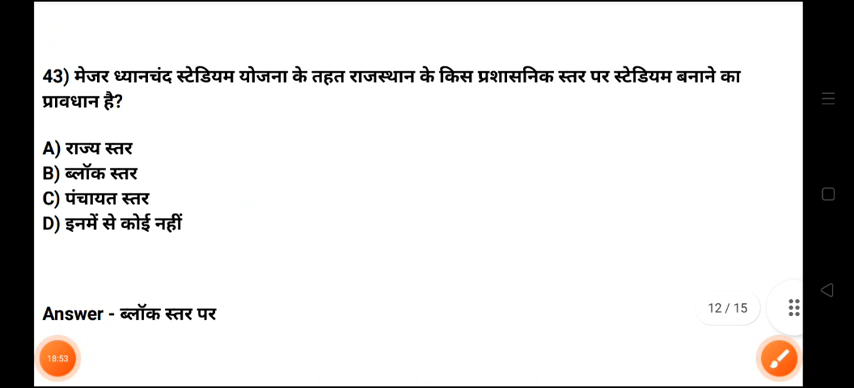 43) मेजर ध्यानचंद स्टेडियम योजना के तहत राजस्थान के किस प्रशासनिक स्तर पर स्टेडियम बनाने का
प्रावधान है?
A) राज्य स्तर
B) ब्लॉक स्तर
C) पंचायत स्तर
D) इनमें से कोई नहीं
Answer - ब्लॉक स्तर पर
12 / 15
18:53